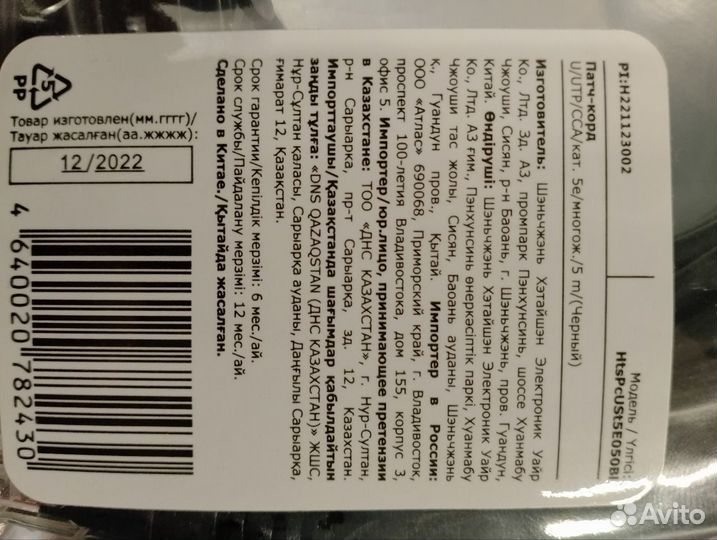 PI:H221123002
Модель / Үлгісі:
HtsPcUSt5E050B
Патч-корд
U/UTP/CCA/кат. 5е/многож./5 m/(Черный)
Изготовитель: Шэньчжэнь Хэтайшэн Электроник Уайр
Ко., Лтд. Зд. А3, промпарк Пэнхунсинь, шоссе Хуанмабу
Чжоуши, Сисян, р-н Баоань, г. Шэньчжэнь, пров. Гуандун,
Китай. Өндіруші: Шэньчжэнь Хэтайшэн Электроник Уайр
Ко., Лтд. А3 ғим., Пэнхунсинь өнеркәсіптік паркі, Хуанмабу
Чжоуши тас жолы, Сисян, Баоань ауданы, Шэньчжэнь
к., Гуандун пров., Қытай. Импортер в России:
ООО «Атлас» 690068, Приморский край, г. Владивосток,
проспект 100-летия Владивостока, дом 155, корпус 3,
офис 5. Импортер/юр.лицо, принимающее претензии
в Казахстане: ТОО «ДНС КАЗАХСТАН», г. Нур-Султан,
р-н Сарыарка, пр-т Сарыарка, зд. 12, Казахстан.
Импорттаушы/Қазақстанда шағымдар қабылдайтын
заңды тұлға: «DNS QAZAQSTAN (ДНС КАЗАХСТАН)» ЖШС,
Нұр-Сұлтан қаласы, Сарыарқа ауданы, Даңғылы Сарыарқа,
ғимарат 12, Қазақстан.
Срок гарантии/Кепілдік мерзімі: 6 мес./ай.
Срок службы/Пайдалану мерзімі: 12 мес./ай.
Сделано в Китае./Қытайда жасалған.
5
PP
Товар изготовлен(мм.гггг)/
Тауар жасалған(аа.жжжж):
12/2022
4 640020 782430
Avito